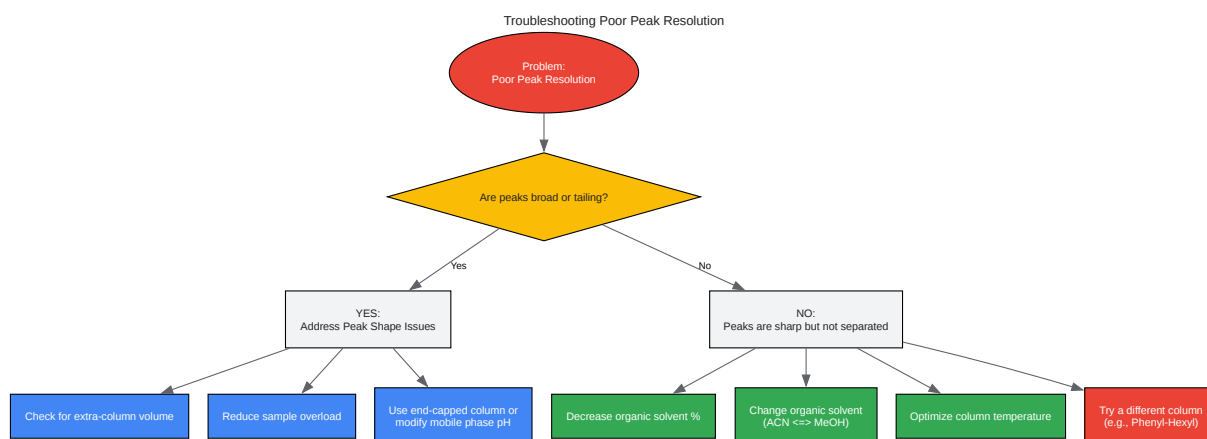 Troubleshooting Poor Peak Resolution
Problem:
Poor Peak Resolution
Are peaks broad or tailing?
Yes
No
YES:
Address Peak Shape Issues
NO:
Peaks are sharp but not separated
Check for extra-column volume
Reduce sample overload
Use end-capped column or
modify mobile phase pH
Decrease organic solvent %
Change organic solvent
(ACN <=> MeOH)
Optimize column temperature
Try a different column
(e.g., Phenyl-Hexyl)